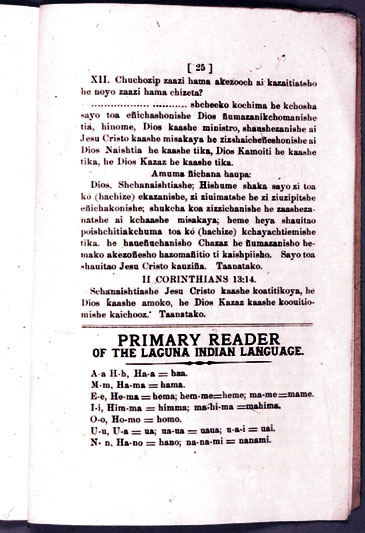 [ 25 ]
XII. Chuchozip zaazi hama akezooch ai kazaitiatsho
he noyo zaazi hama chizeta?
.................. ........... shcheeko kochima he kchosha
sayo toa eñichashonishe Dios ñumazanikchomanishe
tiá, hinome, Dios kaashe ministro, shaushezanishe ai
Jesu Cristo kaashe misakaya he zizshaicheñeshonishe ai
Dios Naishtia he kaashe tika, Dios Kamoiti he kaashe
tika, he Dios Kazaz he kaashe tika.
Amuma ñichana haupa:
Dios, Shchanaishtiashe; Hishume shaka sayo zi toa
kó (hachize) ekazanishe, zi ziuimatshe he zi ziuzipitshe
eñichakonishe; shukcha koa zizzichanishe he zaasheza-
natshe ai kchaashe misakaya; heme heya shauitao
poishchitiakchuma toa kó (bachize) kchayachtiemishe
tika. he haueñuchanisho Chazaz he ñumazanisho he-
mako akezoñesho hazomañitio ti kaishpiisho. Sayo toa
shauitao Jesu Cristo kauziña. Taanatako.
II CORINTHIANS 13:14.
Schanaishtiashe Jesu Cristo kaashe koatitikoya, he
Dios kaashe amoko, he Dios Kazaz kaashe koouitio-
mishe kaichooz. Taanatako.
PRIMARY READER
OF THE LAGUNA INDIAN LANGUAGE.
A-a H-h, Ha-a = haa.
M-m, Ha-ma = hama.
E-e, He-ma = hema; hem-me=heme; ma-me=mame.
I-i, Him-ma = himma; ma-hi-ma =mahima.
O-o, Ho-mo = homo.
U-u, U-a = ua; ua-ua = uaua; u-a-i = uai.
N- n, Ha-no = hano; na-na-mi = nanami.